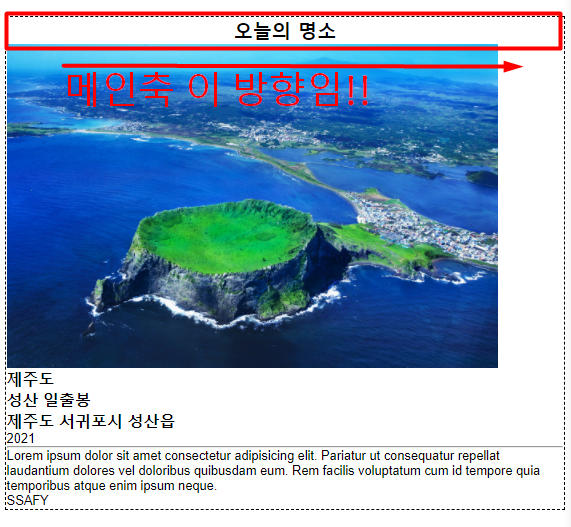 오늘의 명소
메인축 이 방향임!!
제주도
성산 일출봉
제주도 서귀포시 성산읍
2021
Lorem ipsum dolor sit amet consectetur adipisicing elit. Pariatur ut consequatur repellat
laudantium dolores vel doloribus quibusdam eum. Rem facilis voluptatum cum id tempore quia
temporibus atque enim ipsum neque.
SSAFY